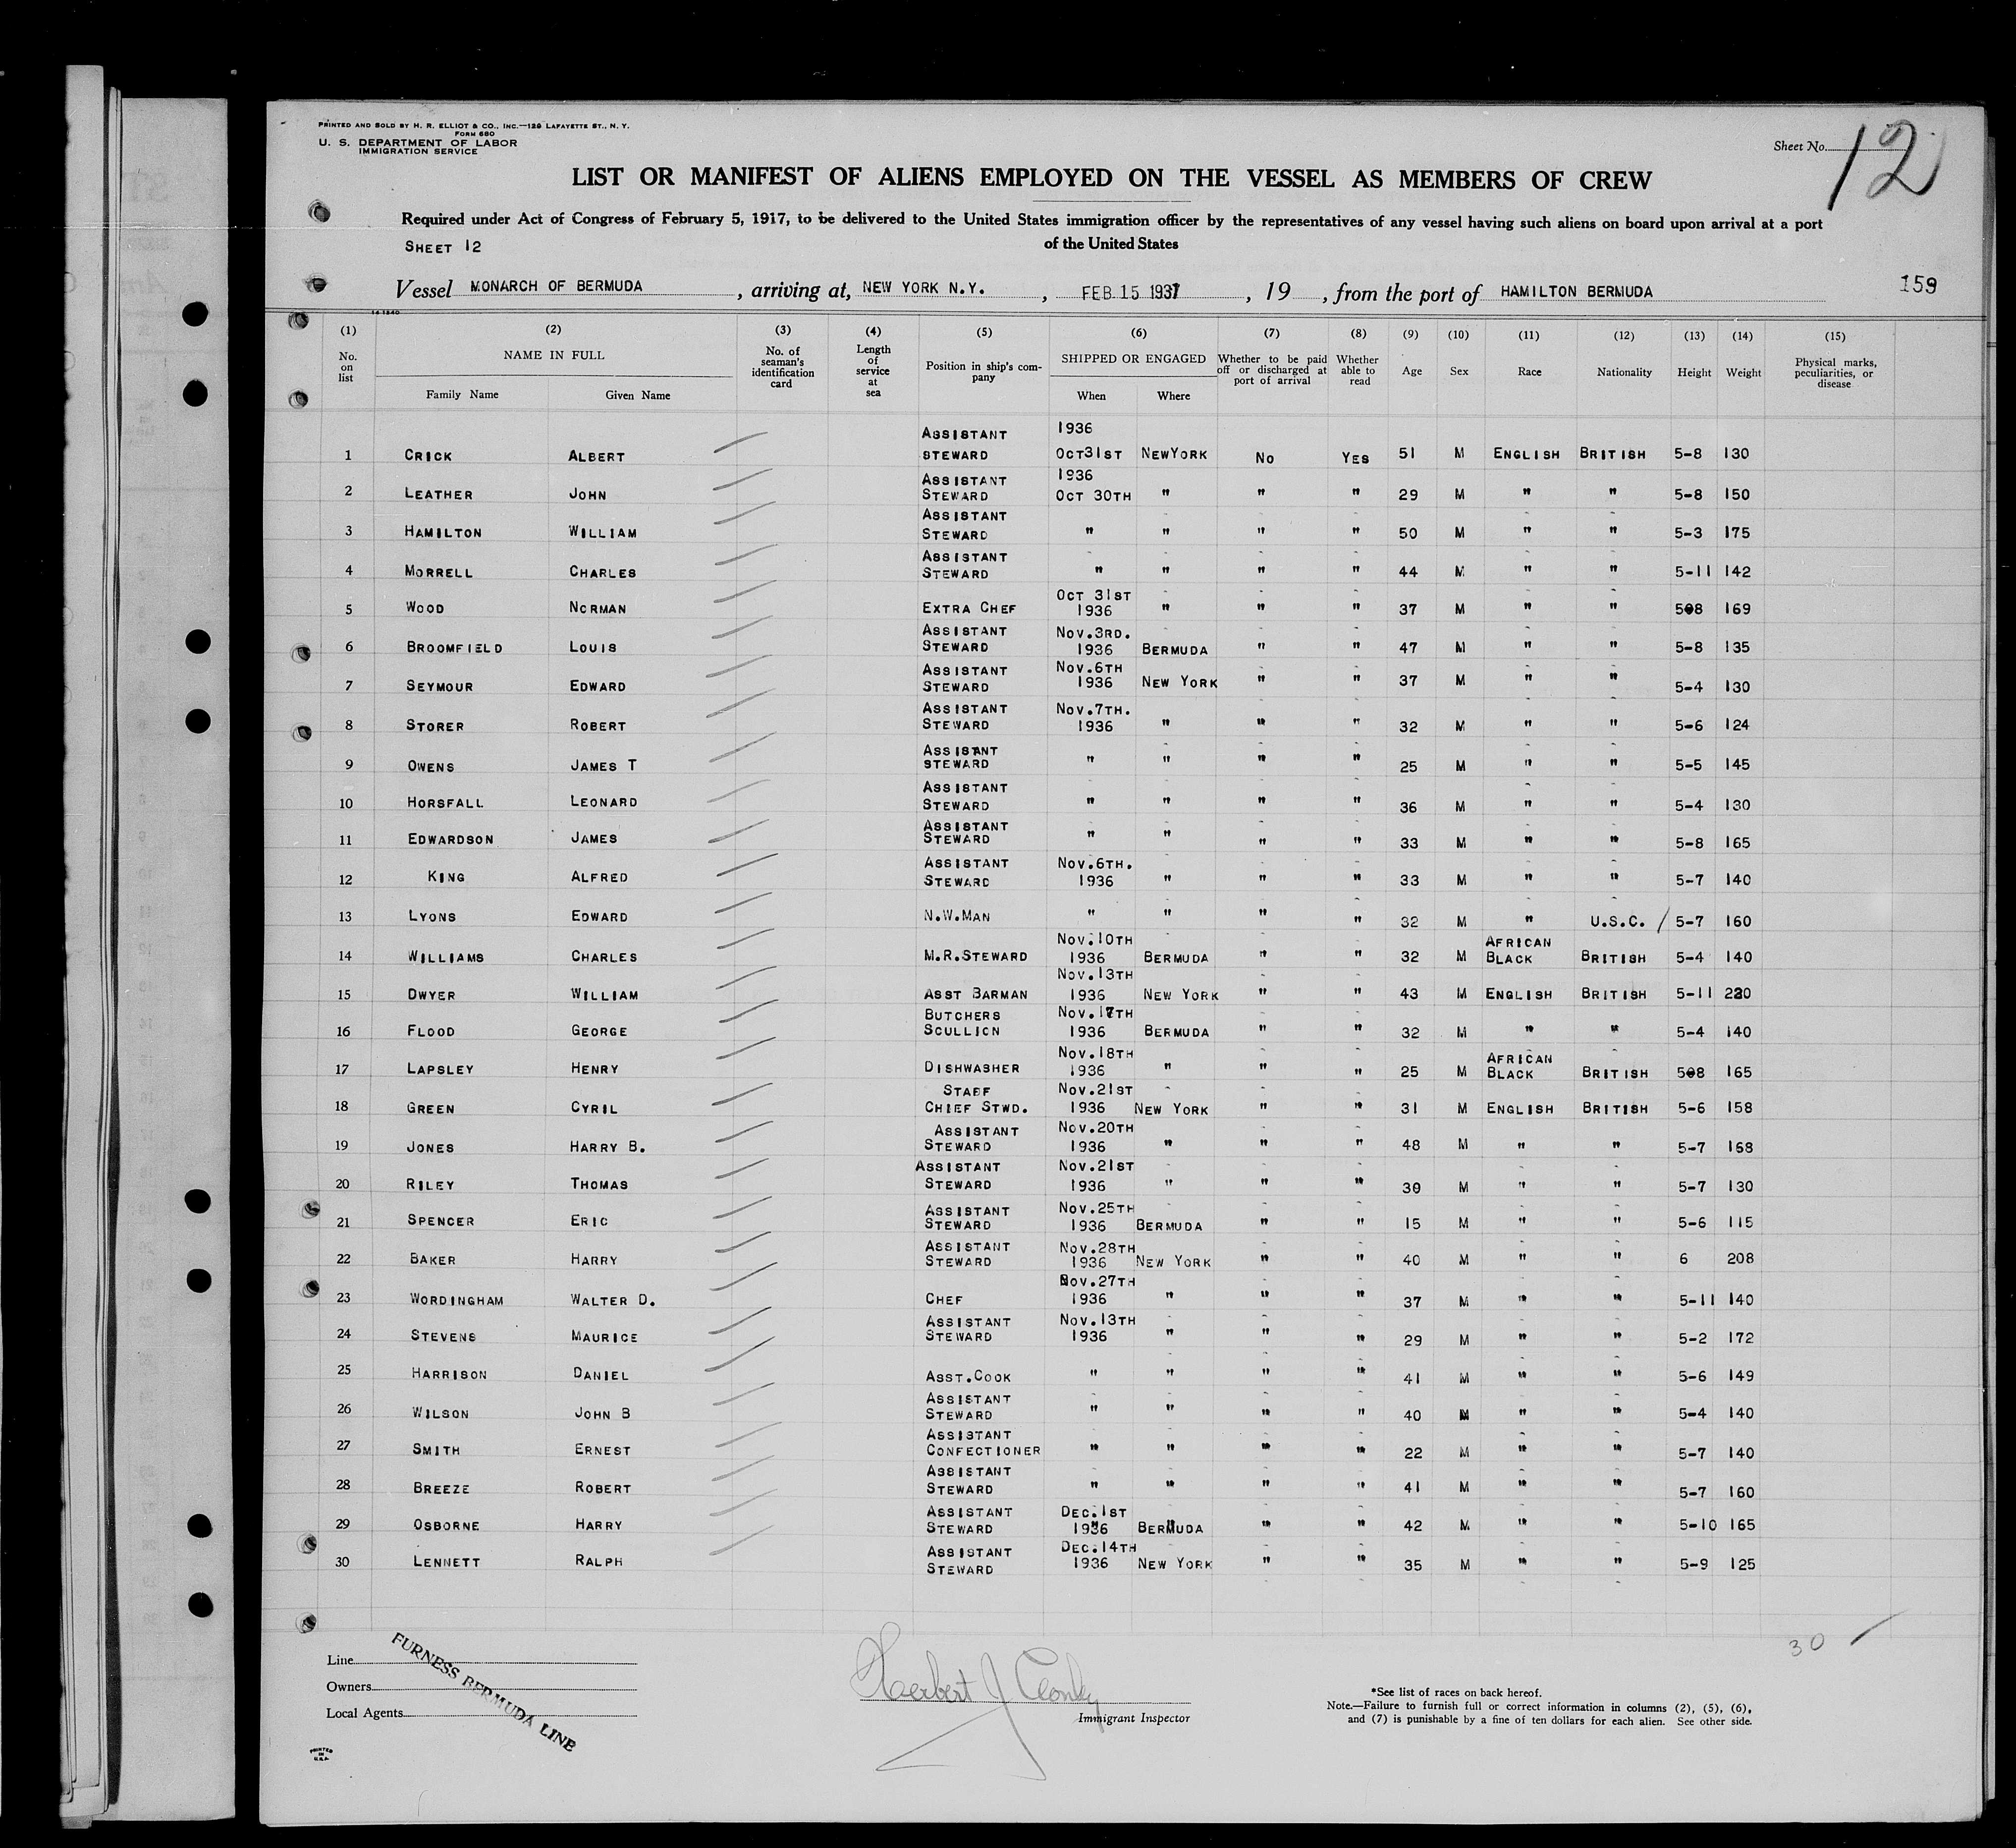 PRINTED AND SOLD BY H. R. ELLIOT & CO., INC.—128 LAFAYETTE ST., N. Y.
FORM 680
U. S. DEPARTMENT OF LABOR
IMMIGRATION SERVICE
Sheet No. 12
LIST OR MANIFEST OF ALIENS EMPLOYED ON THE VESSEL AS MEMBERS OF CREW
Required under Act of Congress of February 5, 1917, to be delivered to the United States immigration officer by the representatives of any vessel having such aliens on board upon arrival at a port
of the United States
SHEET 12
Vessel MONARCH OF BERMUDA, arriving at, NEW YORK N.Y., FEB. 15 1937, 19, from the port of HAMILTON BERMUDA
159
(1) (2) (3) (4) (5) (6) (7) (8) (9) (10) (11) (12) (13) (14) (15)
No. on list NAME IN FULL Family Name Given Name No. of seaman's identification card Length of service at sea Position in ship's company SHIPPED OR ENGAGED When Where Whether to be paid off or discharged at port of arrival Whether able to read Age Sex Race Nationality Height Weight Physical marks, peculiarities, or disease
1 CRICK ALBERT ASSISTANT STEWARD 1936 OCT31ST NEWYORK NO YES 51 M ENGLISH BRITISH 5-8 130
2 LEATHER JOHN ASSISTANT STEWARD 1936 OCT 30TH " " " 29 M " " 5-8 150
3 HAMILTON WILLIAM ASSISTANT STEWARD " " " " 50 M " " 5-3 175
4 MORRELL CHARLES ASSISTANT STEWARD " " " " 44 M " " 5-11 142
5 WOOD NORMAN EXTRA CHEF OCT 31ST 1936 " " " 37 M " " 508 169
6 BROOMFIELD LOUIS ASSISTANT STEWARD NOV.3RD. 1936 BERMUDA " " 47 M " " 5-8 135
7 SEYMOUR EDWARD ASSISTANT STEWARD NOV.6TH 1936 NEW YORK " " 37 M " " 5-4 130
8 STORER ROBERT ASSISTANT STEWARD NOV.7TH. 1936 " " " 32 M " " 5-6 124
9 OWENS JAMES T ASSISTANT STEWARD " " " " 25 M " " 5-5 145
10 HORSFALL LEONARD ASSISTANT STEWARD " " " " 36 M " " 5-4 130
11 EDWARDSON JAMES ASSISTANT STEWARD " " " " 33 M " " 5-8 165
12 KING ALFRED ASSISTANT STEWARD NOV.6TH. 1936 " " " 33 M " " 5-7 140
13 LYONS EDWARD N.W.MAN " " " " 32 M " U.S.C. / 5-7 160
14 WILLIAMS CHARLES M.R.STEWARD NOV.10TH 1936 BERMUDA " " 32 M AFRICAN BLACK BRITISH 5-4 140
15 DWYER WILLIAM ASST BARMAN NOV.13TH 1936 NEW YORK " " 43 M ENGLISH BRITISH 5-11 220
16 FLOOD GEORGE BUTCHERS SCULLION NOV.17TH 1936 BERMUDA " " 32 M " " 5-4 140
17 LAPSLEY HENRY DISHWASHER NOV.18TH 1936 " " " 25 M AFRICAN BLACK BRITISH 508 165
18 GREEN CYRIL STAFF CHIEF STWD. NOV.21ST 1936 NEW YORK " " 31 M ENGLISH BRITISH 5-6 158
19 JONES HARRY B. ASSISTANT STEWARD NOV.20TH 1936 " " " 48 M " " 5-7 168
20 RILEY THOMAS ASSISTANT STEWARD NOV.21ST 1936 " " " 30 M " " 5-7 130
21 SPENCER ERIC ASSISTANT STEWARD NOV.25TH 1936 BERMUDA " " 15 M " " 5-6 115
22 BAKER HARRY ASSISTANT STEWARD NOV.28TH 1936 NEW YORK " " 40 M " " 6 208
23 WORDINGHAM WALTER D. CHEF NOV.27TH 1936 " " " 37 M " " 5-11 140
24 STEVENS MAURICE ASSISTANT STEWARD NOV.13TH 1936 " " " 29 M " " 5-2 172
25 HARRISON DANIEL ASST.COOK " " " " 41 M " " 5-6 149
26 WILSON JOHN B ASSISTANT STEWARD " " " " 40 M " " 5-4 140
27 SMITH ERNEST ASSISTANT CONFECTIONER " " " " 22 M " " 5-7 140
28 BREEZE ROBERT ASSISTANT STEWARD " " " " 41 M " " 5-7 160
29 OSBORNE HARRY ASSISTANT STEWARD DEC.1ST 1936 BERMUDA " " 42 M " " 5-10 165
30 LENNETT RALPH ASSISTANT STEWARD DEC.14TH 1936 NEW YORK " " 35 M " " 5-9 125
30
Line
Owners
Local Agents
FURNESS BERMUDA LINE
Herbert J
Immigrant Inspector
*See list of races on back hereof.
Note.—Failure to furnish full or correct information in columns (2), (5), (6),
and (7) is punishable by a fine of ten dollars for each alien. See other side.
PRINTED IN U.S.A.